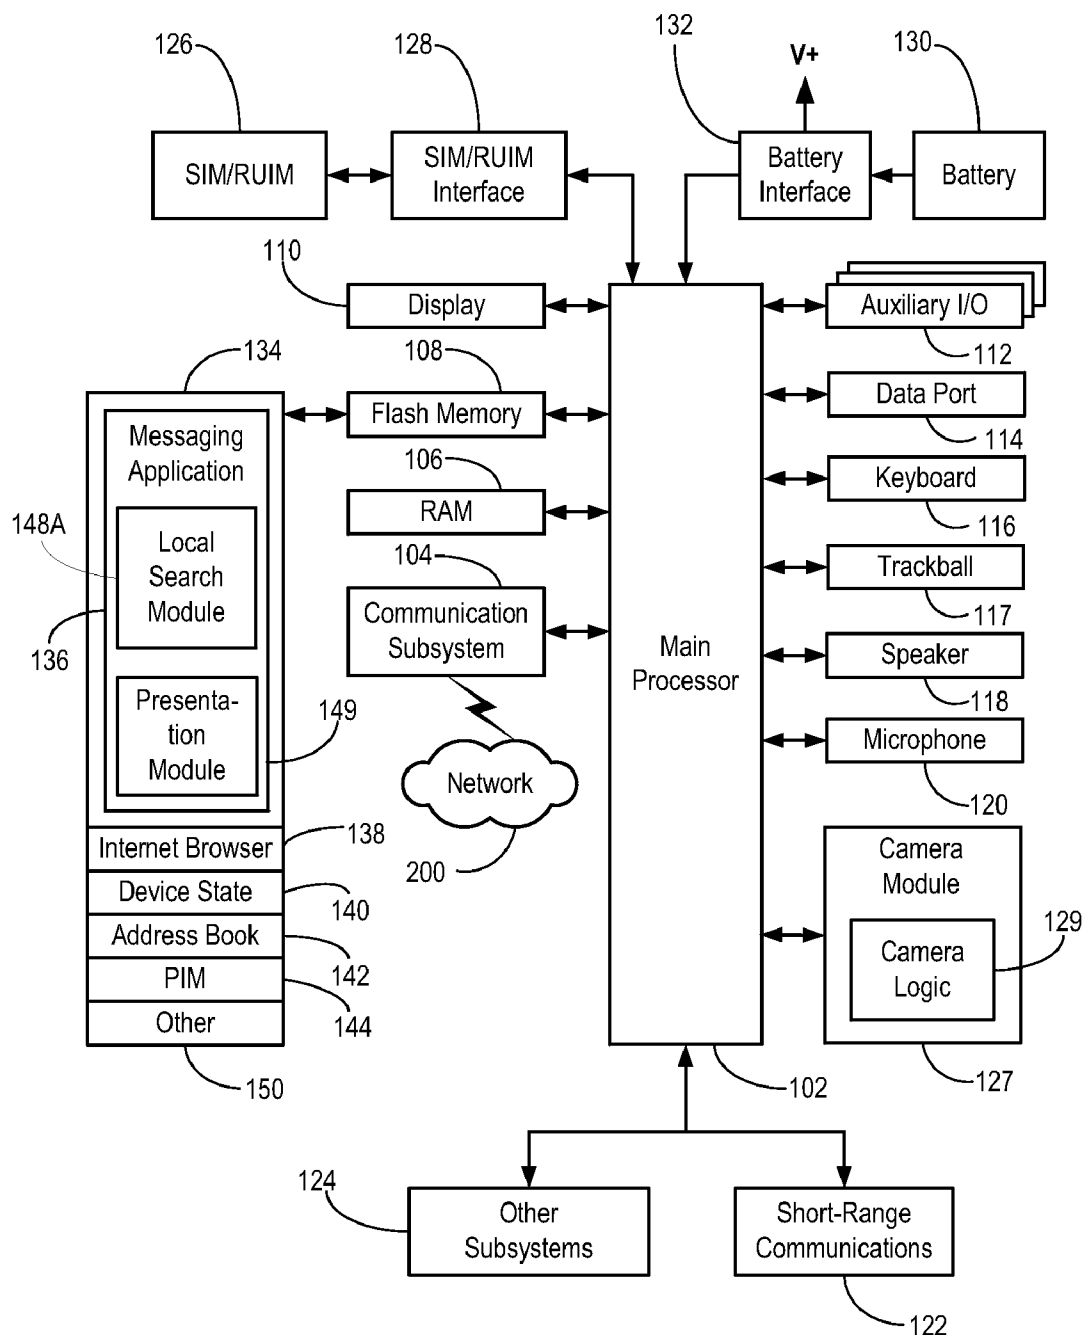 126
128
132
V+
130
SIM/RUIM
SIM/RUIM
Interface
Battery
Interface
Battery
110
Display
Auxiliary I/O
112
134
108
Flash Memory
Data Port
114
Messaging
Application
106
RAM
Keyboard
116
148A
Local
Search
Module
104
Communication
Subsystem
Trackball
117
136
Main
Processor
Speaker
118
Presenta-
tion
Module
149
Network
Microphone
120
200
Internet Browser
138
Device State
140
Address Book
142
PIM
144
Other
150
Camera
Module
129
Camera
Logic
127
102
124
Other
Subsystems
Short-Range
Communications
122